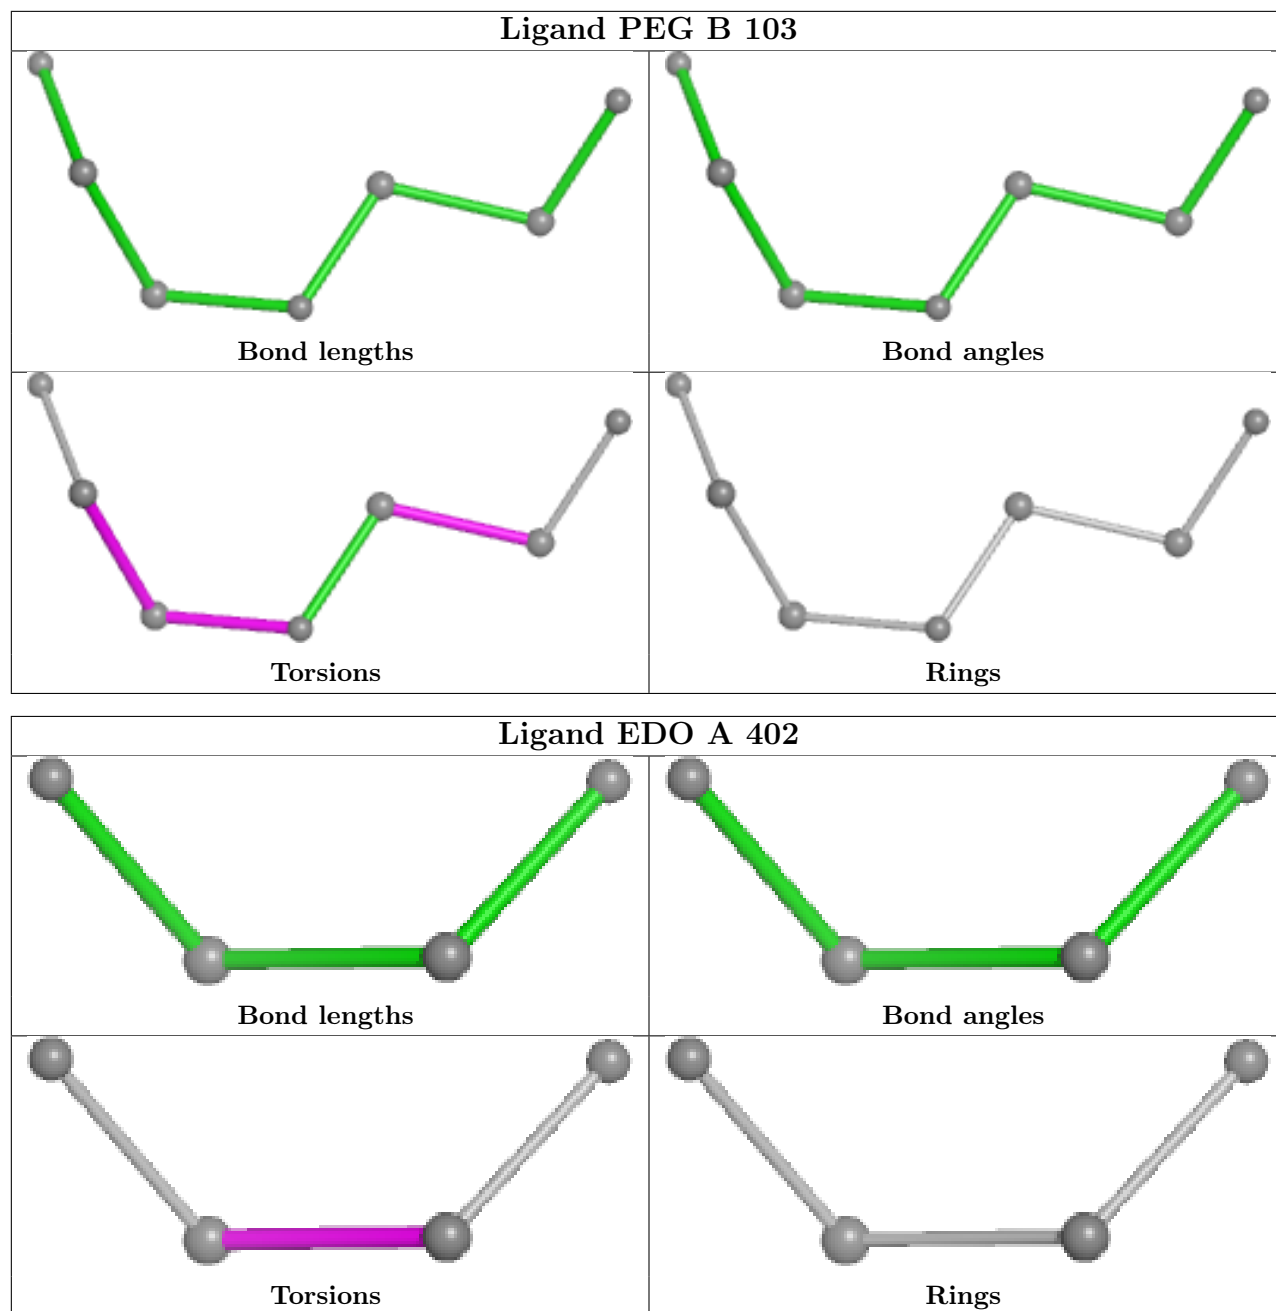 Ligand PEG B 103
Bond lengths
Bond angles
Torsions
Rings
Ligand EDO A 402
Bond lengths
Bond angles
Torsions
Rings